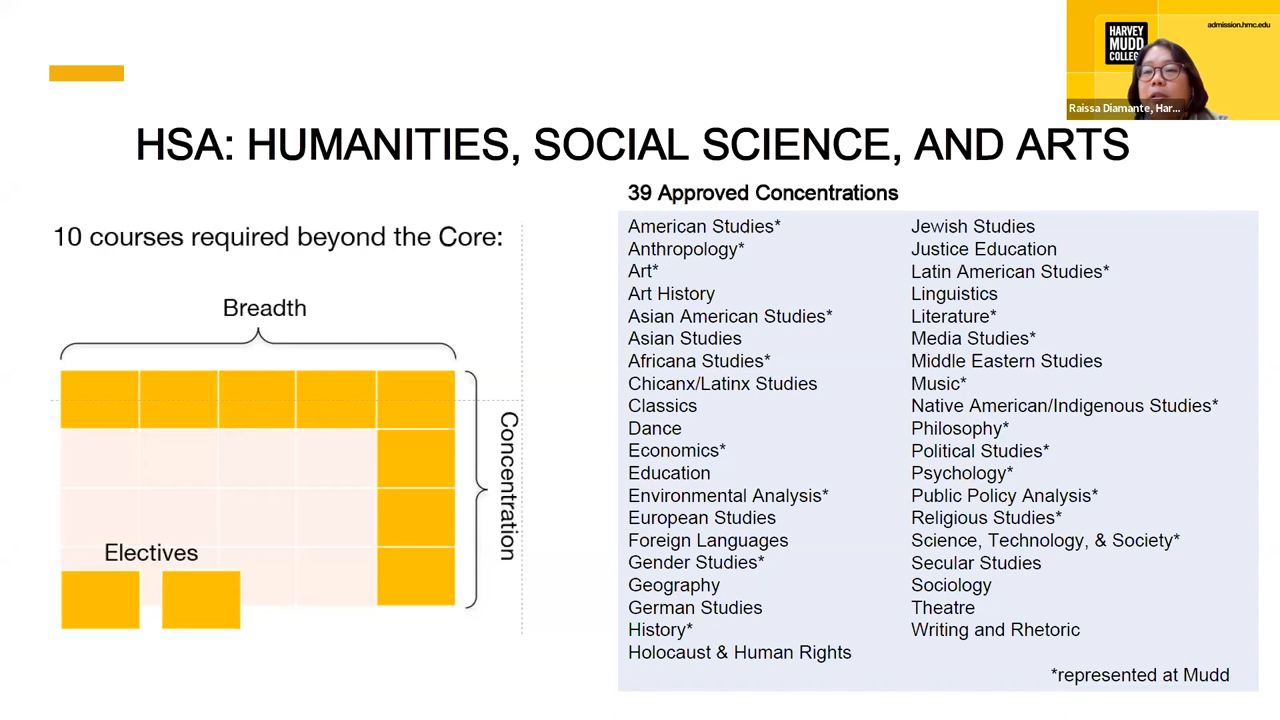 HARVEY
MUDD
COLLEGE
admission.hmc.edu
Raissa Diamante, Har...
HSA: HUMANITIES, SOCIAL SCIENCE, AND ARTS
10 courses required beyond the Core:
Breadth
Concentration
Electives
39 Approved Concentrations
American Studies*
Anthropology*
Art*
Art History
Asian American Studies*
Asian Studies
Africana Studies*
Chicanx/Latinx Studies
Classics
Dance
Economics*
Education
Environmental Analysis*
European Studies
Foreign Languages
Gender Studies*
Geography
German Studies
History*
Holocaust & Human Rights
Jewish Studies
Justice Education
Latin American Studies*
Linguistics
Literature*
Media Studies*
Middle Eastern Studies
Music*
Native American/Indigenous Studies*
Philosophy*
Political Studies*
Psychology*
Public Policy Analysis*
Religious Studies*
Science, Technology, & Society*
Secular Studies
Sociology
Theatre
Writing and Rhetoric
*represented at Mudd